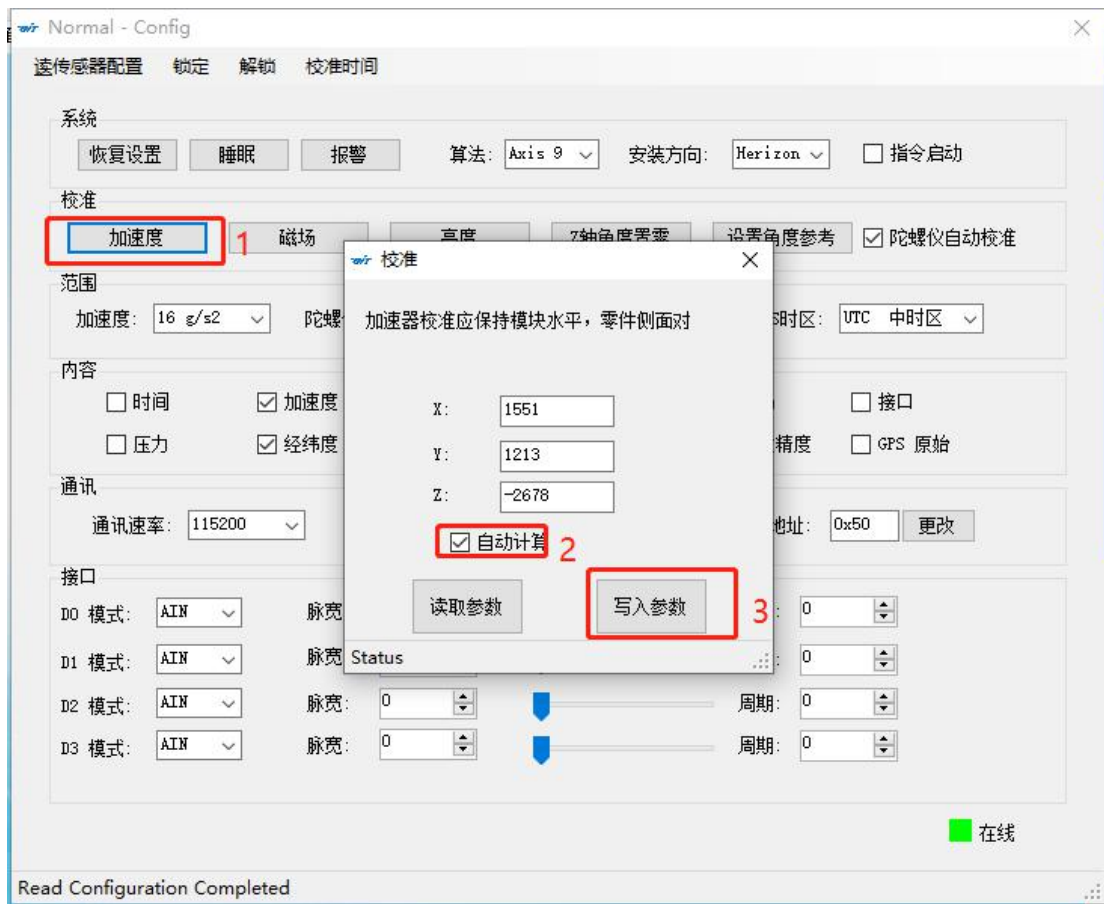 Normal - Config
读传感器配置 锁定 解锁 校准时间
系统
恢复设置 睡眠 报警 算法: Axis 9 安装方向: Herizon 指令启动
校准
加速度 1 磁场 高度 Z轴角度置零 设置角度参考 陀螺仪自动校准
校准
范围
加速度: 16 g/s2 陀螺 时区: UTC 中时区
加速器校准应保持模块水平，零件侧面对
内容
时间 加速度 接口
压力 经纬度 精度 GPS 原始
X: 1551
Y: 1213
Z: -2678
自动计算 2
通讯
通讯速率: 115200 地址: 0x50 更改
读取参数 写入参数 3
Status
接口
D0 模式: AIN 脉宽 : 0
D1 模式: AIN 脉宽 : 0
D2 模式: AIN 脉宽: 0 周期: 0
D3 模式: AIN 脉宽: 0 周期: 0
在线
Read Configuration Completed